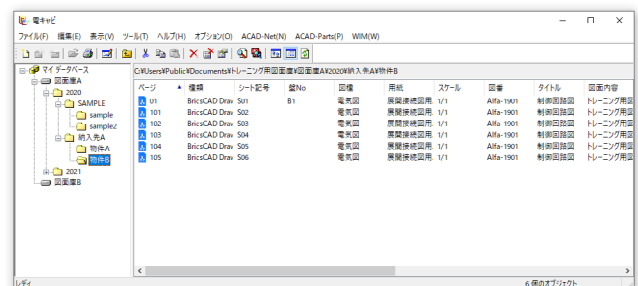 電キャビ
ファイル(F) 編集(E) 表示(V) ツール(T) ヘルプ(H) オプション(O) ACAD-Net(N) ACAD-Parts(P) WIM(W)
マイ データベース
図面庫A
2020
SAMPLE
sample
sample2
納入先A
物件A
物件B
2021
図面庫B
C:¥Users¥Public¥Documents¥トレーニング用図面庫¥図面庫A¥2020¥納入先A¥物件B
ページ 種類 シート記号 盤No 図種 用紙 スケール 図番 タイトル 図面内容
01 BricsCAD Draw S01 B1 電気図 展開接続図用. 1/1 Alfa-1901 制御回路図 トレーニング用図
101 BricsCAD Draw S02 電気図 展開接続図用. 1/1 Alfa-1901 制御回路図 トレーニング用図
102 BricsCAD Draw S03 電気図 展開接続図用. 1/1 Alfa-1901 制御回路図 トレーニング用図
103 BricsCAD Draw S04 電気図 展開接続図用. 1/1 Alfa-1901 制御回路図 トレーニング用図
104 BricsCAD Draw S05 電気図 展開接続図用. 1/1 Alfa-1901 制御回路図 トレーニング用図
105 BricsCAD Draw S06 電気図 展開接続図用. 1/1 Alfa-1901 制御回路図 トレーニング用図
レディ
6 個のオブジェクト